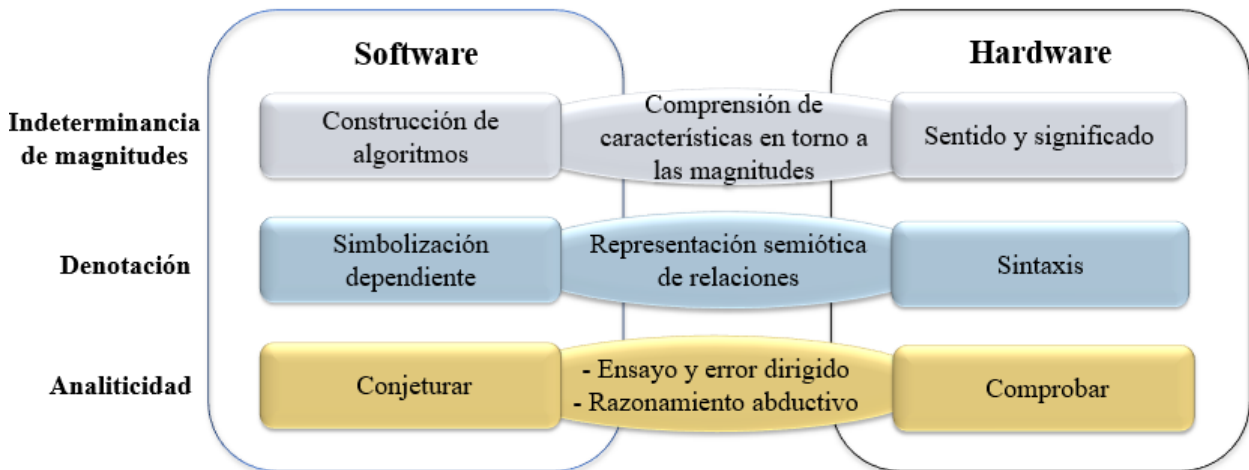 Software
Hardware
Indeterminancia
de magnitudes
Construcción de
algoritmos
Comprensión de
características en torno a
las magnitudes
Sentido y significado
Denotación
Simbolización
dependiente
Representación semiótica
de relaciones
Sintaxis
Analiticidad
Conjeturar
- Ensayo y error dirigido
- Razonamiento abductivo
Comprobar